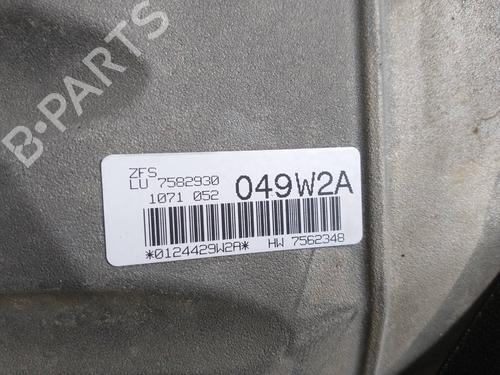 B-PARTS
ZFS
LU 7582930
1071 052
049W2A
*0124429W2A* HW 7562348